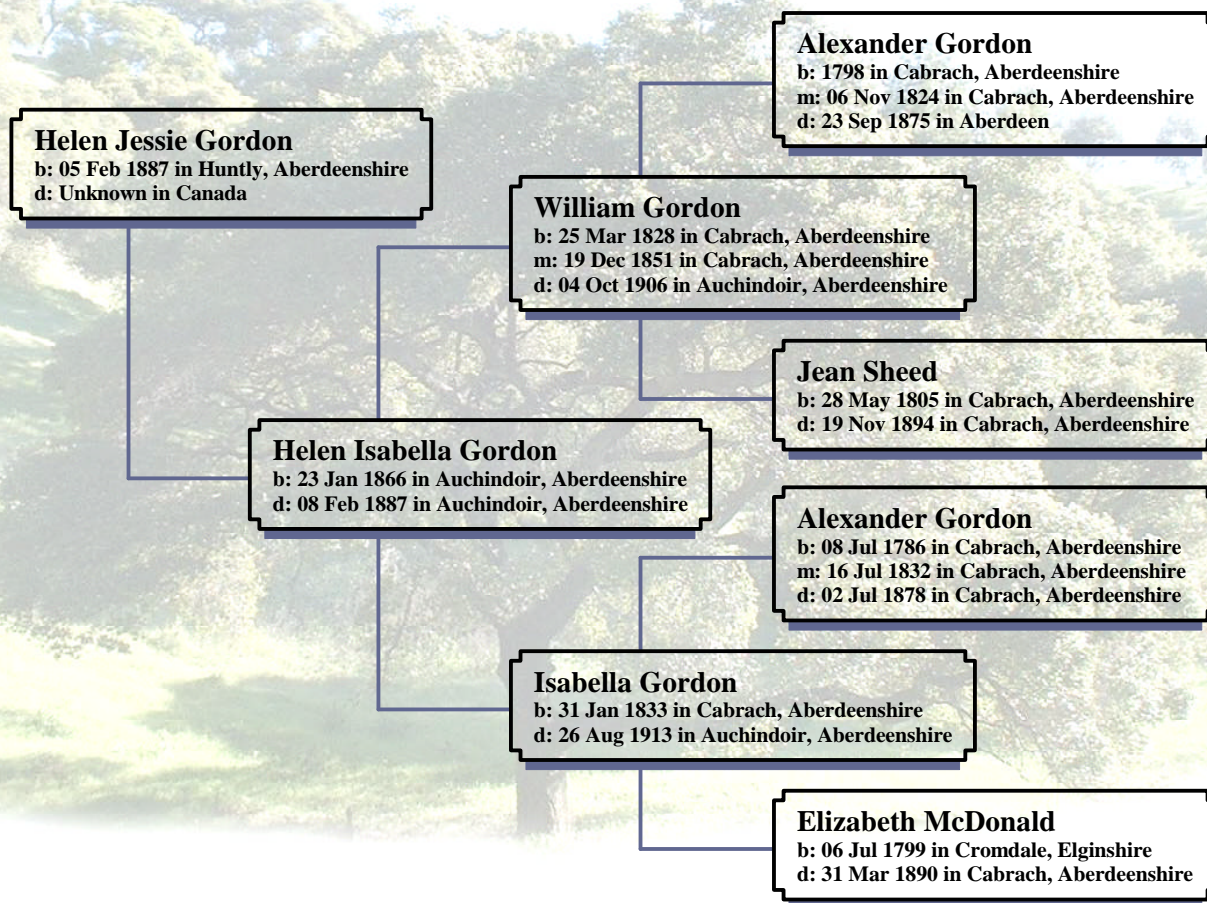 Alexander Gordon
b: 1798 in Cabrach, Aberdeenshire
m: 06 Nov 1824 in Cabrach, Aberdeenshire
d: 23 Sep 1875 in Aberdeen
Helen Jessie Gordon
b: 05 Feb 1887 in Huntly, Aberdeenshire
d: Unknown in Canada
William Gordon
b: 25 Mar 1828 in Cabrach, Aberdeenshire
m: 19 Dec 1851 in Cabrach, Aberdeenshire
d: 04 Oct 1906 in Auchindoir, Aberdeenshire
Jean Sheed
b: 28 May 1805 in Cabrach, Aberdeenshire
d: 19 Nov 1894 in Cabrach, Aberdeenshire
Helen Isabella Gordon
b: 23 Jan 1866 in Auchindoir, Aberdeenshire
d: 08 Feb 1887 in Auchindoir, Aberdeenshire
Alexander Gordon
b: 08 Jul 1786 in Cabrach, Aberdeenshire
m: 16 Jul 1832 in Cabrach, Aberdeenshire
d: 02 Jul 1878 in Cabrach, Aberdeenshire
Isabella Gordon
b: 31 Jan 1833 in Cabrach, Aberdeenshire
d: 26 Aug 1913 in Auchindoir, Aberdeenshire
Elizabeth McDonald
b: 06 Jul 1799 in Cromdale, Elginshire
d: 31 Mar 1890 in Cabrach, Aberdeenshire